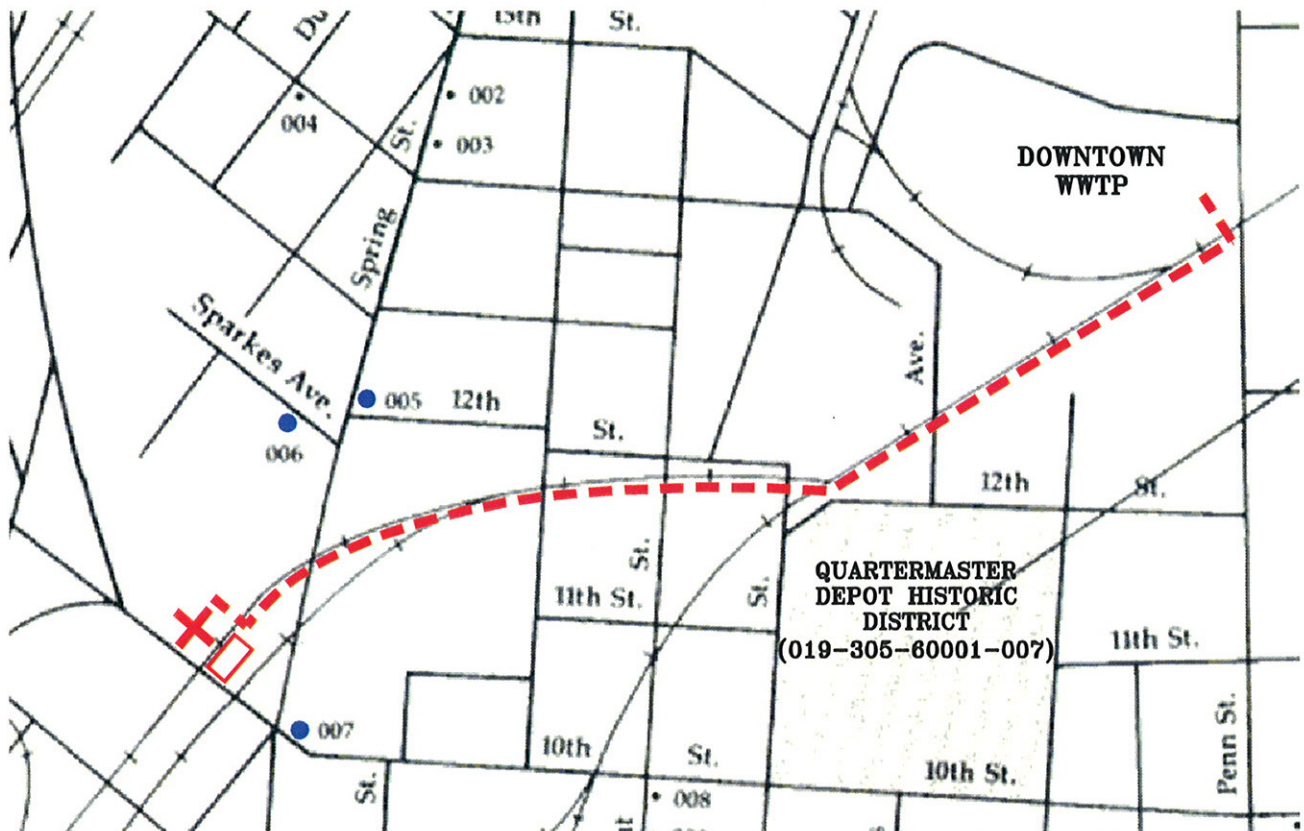 15th St.
Du
002
004
St.
003
DOWNTOWN
WWTP
Spring
Sparkes Ave.
Ave.
005
12th
006
St.
12th
St.
St.
QUARTERMASTER
DEPOT HISTORIC
DISTRICT
(019-305-60001-007)
11th St.
St.
11th St.
007
10th
St.
10th St.
Penn St.
St.
008